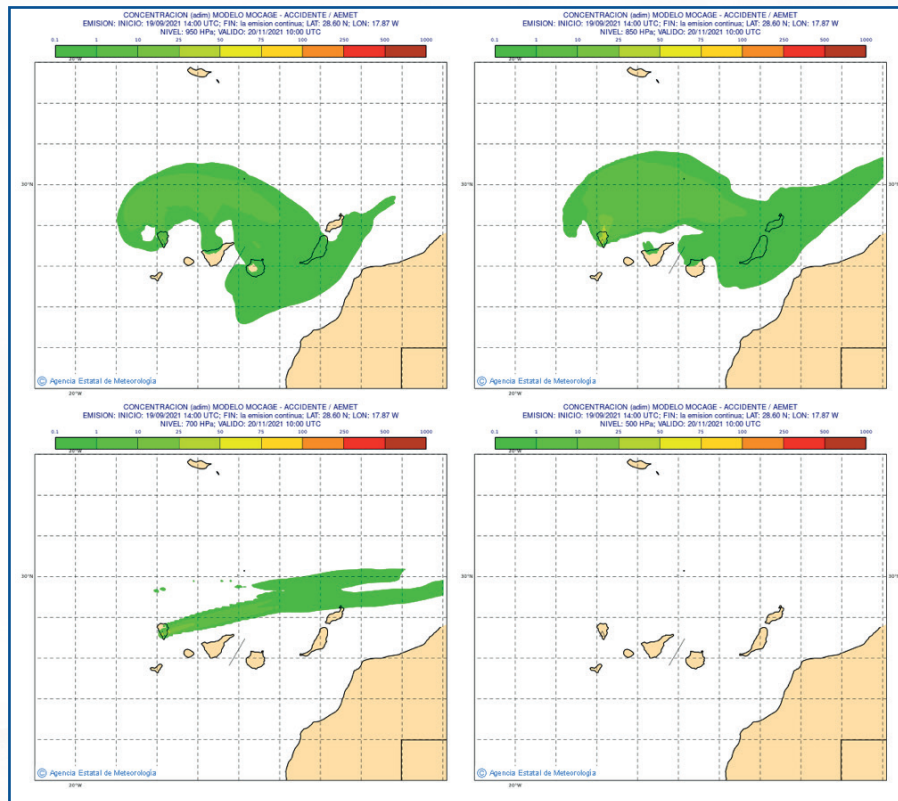 CONCENTRACION (adim) MODELO MOCAGE - ACCIDENTE / AEMET
EMISION: INICIO: 19/09/2021 14:00 UTC; FIN: la emision continua; LAT: 28.60 N; LON: 17.87 W
NIVEL: 950 HPa; VALIDO: 20/11/2021 10:00 UTC
0.1 1 10 25 50 75 100 250 500 1000
20°W
30°N
© Agencia Estatal de Meteorología
20°W
CONCENTRACION (adim) MODELO MOCAGE - ACCIDENTE / AEMET
EMISION: INICIO: 19/09/2021 14:00 UTC; FIN: la emision continua; LAT: 28.60 N; LON: 17.87 W
NIVEL: 850 HPa; VALIDO: 20/11/2021 10:00 UTC
0.1 1 10 25 50 75 100 250 500 1000
20°W
30°N
© Agencia Estatal de Meteorología
20°W
CONCENTRACION (adim) MODELO MOCAGE - ACCIDENTE / AEMET
EMISION: INICIO: 19/09/2021 14:00 UTC; FIN: la emision continua; LAT: 28.60 N; LON: 17.87 W
NIVEL: 700 HPa; VALIDO: 20/11/2021 10:00 UTC
0.1 1 10 25 50 75 100 250 500 1000
20°W
30°N
© Agencia Estatal de Meteorología
20°W
CONCENTRACION (adim) MODELO MOCAGE - ACCIDENTE / AEMET
EMISION: INICIO: 19/09/2021 14:00 UTC; FIN: la emision continua; LAT: 28.60 N; LON: 17.87 W
NIVEL: 500 HPa; VALIDO: 20/11/2021 10:00 UTC
0.1 1 10 25 50 75 100 250 500 1000
20°W
30°N
© Agencia Estatal de Meteorología
20°W